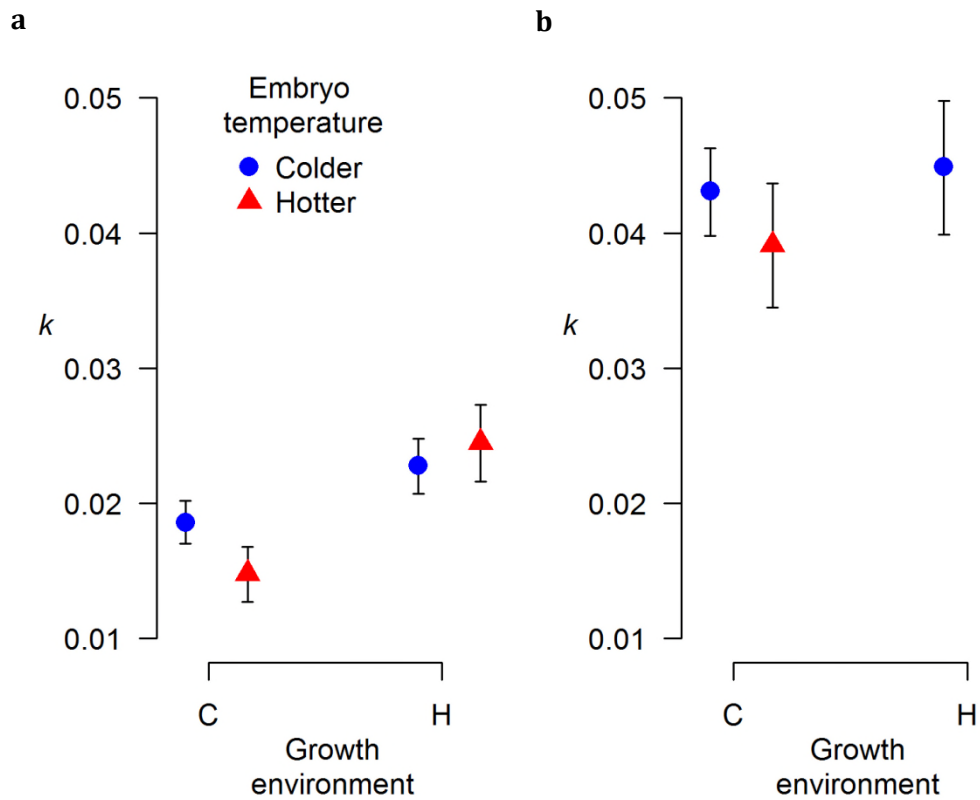 a
Embryo
temperature
Colder
Hotter
0.05
0.04
0.03
0.02
0.01
k
C
H
Growth
environment
b
0.05
0.04
0.03
0.02
0.01
k
C
H
Growth
environment